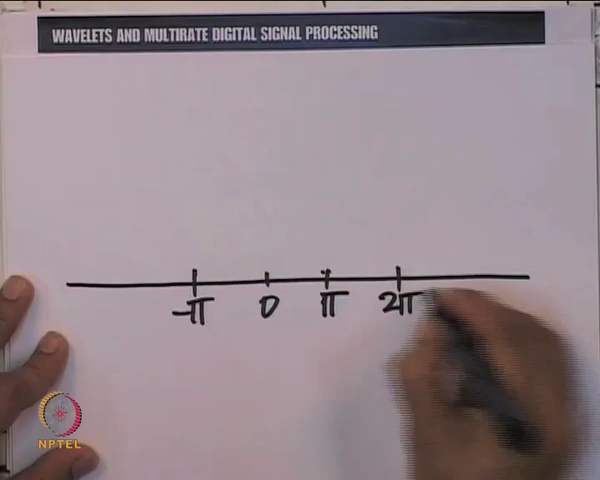 WAVELETS AND MULTIRATE DIGITAL SIGNAL PROCESSING
-π 0 π 2π
NPTEL